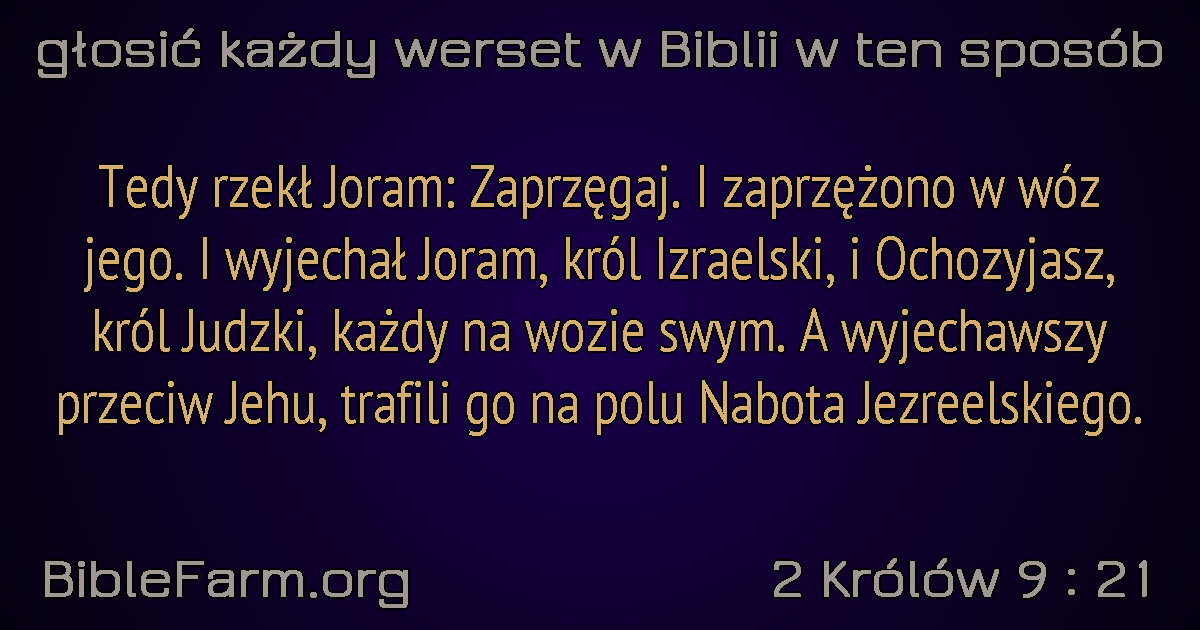 głosić każdy werset w Biblii w ten sposób
Tedy rzekł Joram: Zaprzęgaj. I zaprzężono w wóz
jego. I wyjechał Joram, król Izraelski, i Ochozyjasz,
król Judzki, każdy na wozie swym. A wyjechawszy
przeciw Jehu, trafili go na polu Nabota Jezreelskiego.
BibleFarm.org
2 Królów 9 : 21